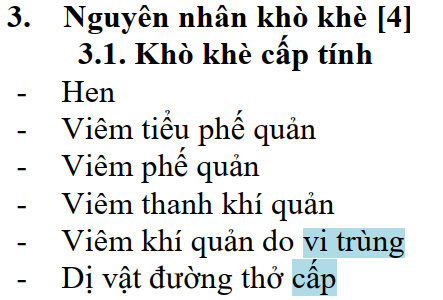 3. Nguyên nhân khò khè [4]
3.1. Khò khè cấp tính
- Hen
- Viêm tiểu phế quản
- Viêm phế quản
- Viêm thanh khí quản
- Viêm khí quản do vi trùng
- Dị vật đường thở cấp